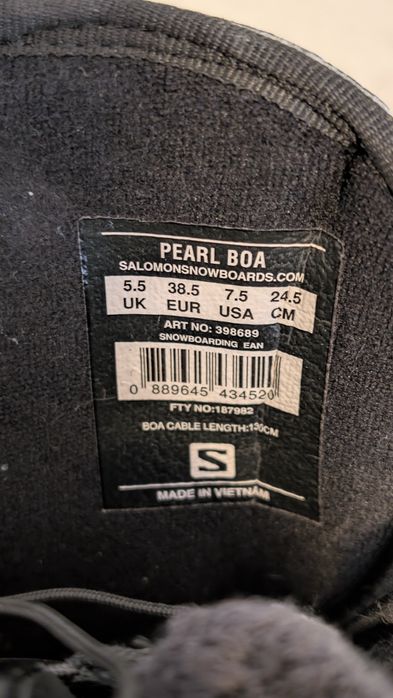 PEARL BOA
SALOMONSNOWBOARDS.COM
5.5 38.5 7.5 24.5
UK EUR USA CM
ART NO: 398689
SNOWBOARDING EAN
0 889645 434520
FTY NO:187982
BOA CABLE LENGTH:130CM
S
MADE IN VIETNAM